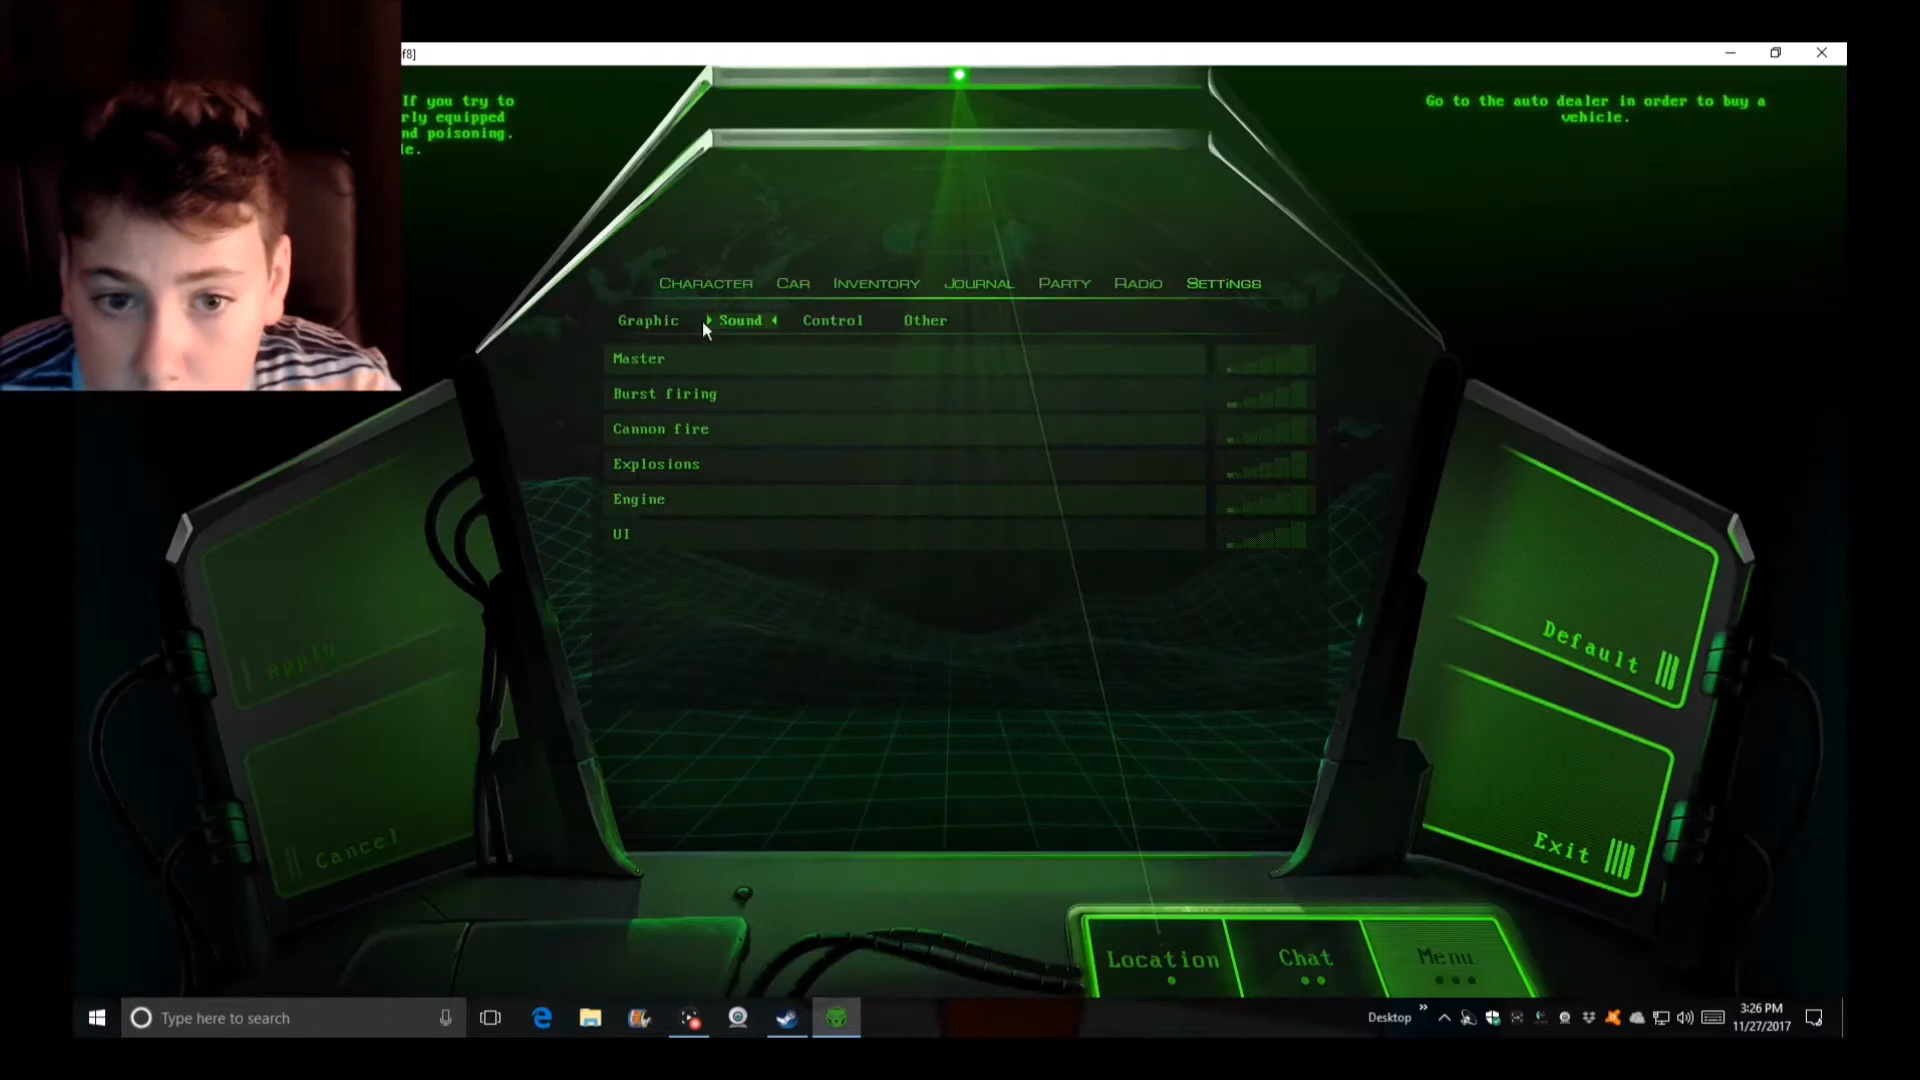 f8]
If you try to
rly equipped
nd poisoning.
le.
Go to the auto dealer in order to buy a
vehicle.
CHARACTER CAR INVENTORY JOURNAL PARTY RADIO SETTINGS
Graphic Sound Control Other
Master
Burst firing
Cannon fire
Explosions
Engine
UI
Apply
Cancel
Default
Exit
Location Chat Menu
Type here to search
Desktop
3:26 PM
11/27/2017